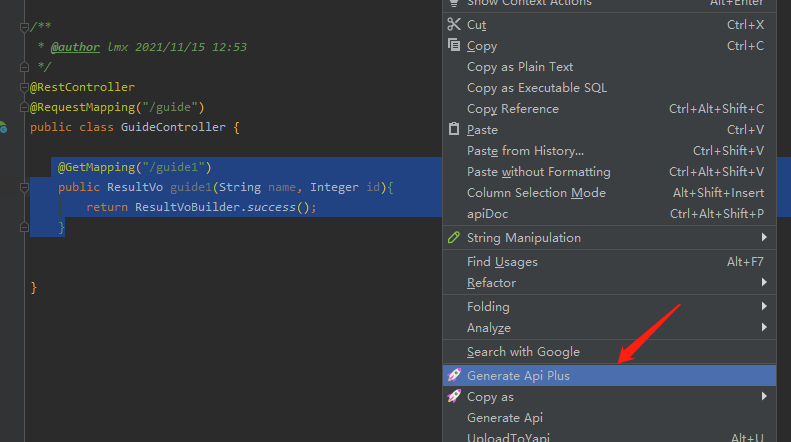 /**
* @author lmx 2021/11/15 12:53
*/
@RestController
@RequestMapping("/guide")
public class GuideController {
@GetMapping("/guide1")
public ResultVo guide1(String name, Integer id){
return ResultVoBuilder.success();
}
}
Show Context Actions Alt+Enter
Cut Ctrl+X
Copy Ctrl+C
Copy as Plain Text
Copy as Executable SQL
Copy Reference Ctrl+Alt+Shift+C
Paste Ctrl+V
Paste from History... Ctrl+Shift+V
Paste without Formatting Ctrl+Alt+Shift+V
Column Selection Mode Alt+Shift+Insert
apiDoc Ctrl+Alt+Shift+P
String Manipulation
Find Usages Alt+F7
Refactor
Folding
Analyze
Search with Google
Generate Api Plus
Copy as
Generate Api
UploadToYapi Alt+U